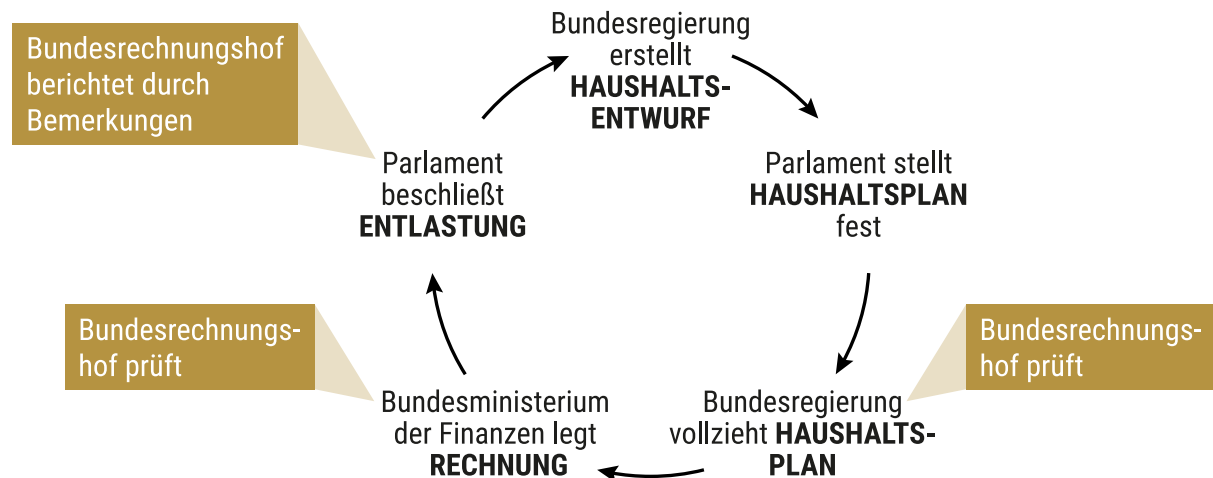 Bundesrechnungshof
berichtet durch
Bemerkungen
Bundesregierung
erstellt
HAUSHALTS-
ENTWURF
Parlament stellt
HAUSHALTSPLAN
fest
Bundesrechnungs-
hof prüft
Bundesregierung
vollzieht HAUSHALTS-
PLAN
Bundesministerium
der Finanzen legt
RECHNUNG
Bundesrechnungs-
hof prüft
Parlament
beschließt
ENTLASTUNG